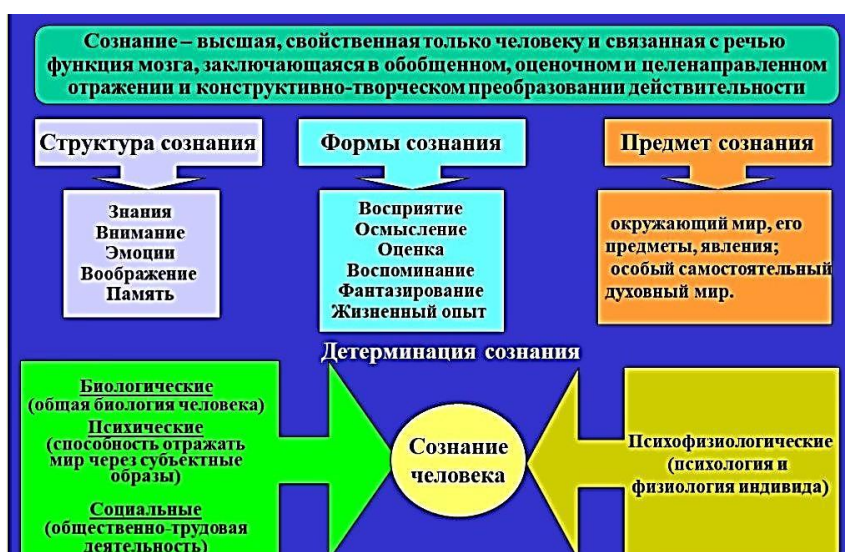 Сознание – высшая, свойственная только человеку и связанная с речью
функция мозга, заключающаяся в обобщенном, оценочном и целенаправленном
отражении и конструктивно-творческом преобразовании действительности
Структура сознания
Знания
Внимание
Эмоции
Воображение
Память
Формы сознания
Восприятие
Осмысление
Оценка
Воспоминание
Фантазирование
Жизненный опыт
Предмет сознания
окружающий мир, его
предметы, явления;
особый самостоятельный
духовный мир.
Детерминация сознания
Биологические
(общая биология человека)
Психические
(способность отражать
мир через субъектные
образы)
Социальные
(общественно-трудовая
деятельность)
Сознание
человека
Психофизиологические
(психология и
физиология индивида)